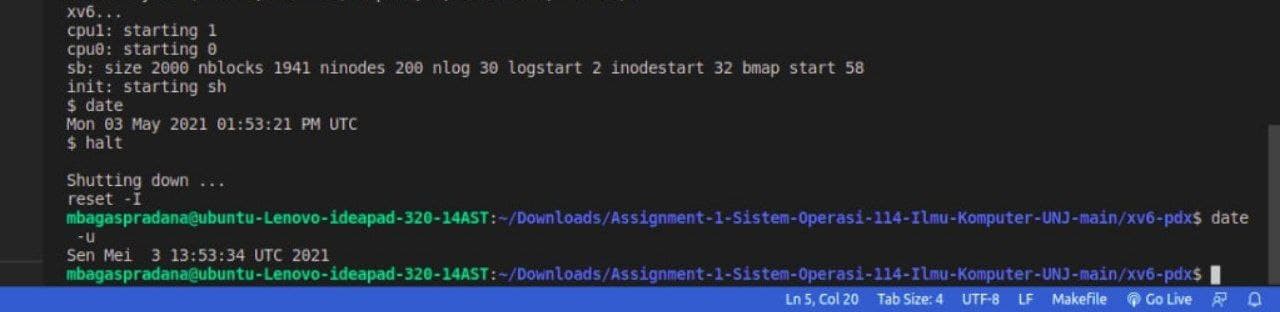 xv6...
cpu1: starting 1
cpu0: starting 0
sb: size 2000 nblocks 1941 ninodes 200 nlog 30 logstart 2 inodestart 32 bmap start 58
init: starting sh
$ date
Mon 03 May 2021 01:53:21 PM UTC
$ halt
Shutting down ...
reset -I
mbagaspradana@ubuntu-Lenovo-ideapad-320-14AST:~/Downloads/Assignment-1-Sistem-Operasi-114-Ilmu-Komputer-UNJ-main/xv6-pdx$ date
-u
Sen Mei  3 13:53:34 UTC 2021
mbagaspradana@ubuntu-Lenovo-ideapad-320-14AST:~/Downloads/Assignment-1-Sistem-Operasi-114-Ilmu-Komputer-UNJ-main/xv6-pdx$
Ln 5, Col 20 Tab Size: 4 UTF-8 LF Makefile Go Live